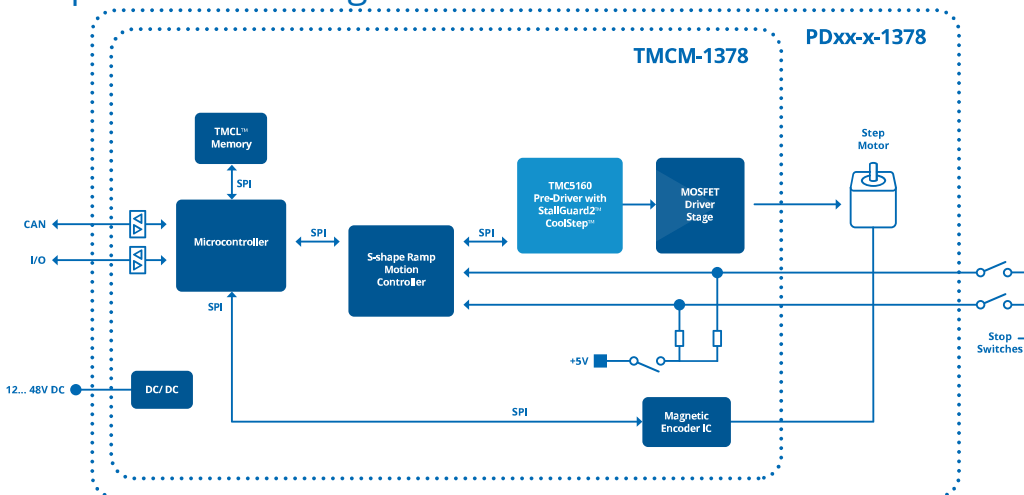 PDxx-x-1378
TMCM-1378
Step
Motor
TMCL™
Memory
SPI
TMC5160
Pre-Driver with
StallGuard2™
CoolStep™
MOSFET
Driver
Stage
CAN
I/O
Microcontroller
SPI
S-shape Ramp
Motion
Controller
SPI
SPI
+5V
Stop
Switches
12... 48V DC
DC/ DC
SPI
Magnetic
Encoder IC